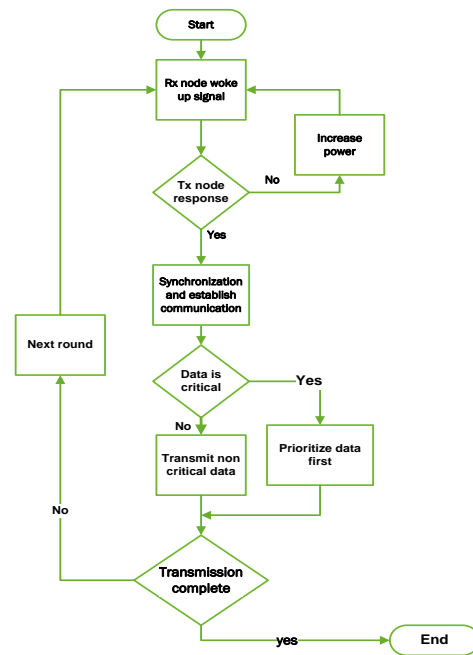 Start
Rx node woke
up signal
Increase
power
Tx node
response
No
Yes
Synchronization
and establish
communication
Next round
Data is
critical
Yes
No
Transmit non
critical data
Prioritize data
first
No
Transmission
complete
yes
End